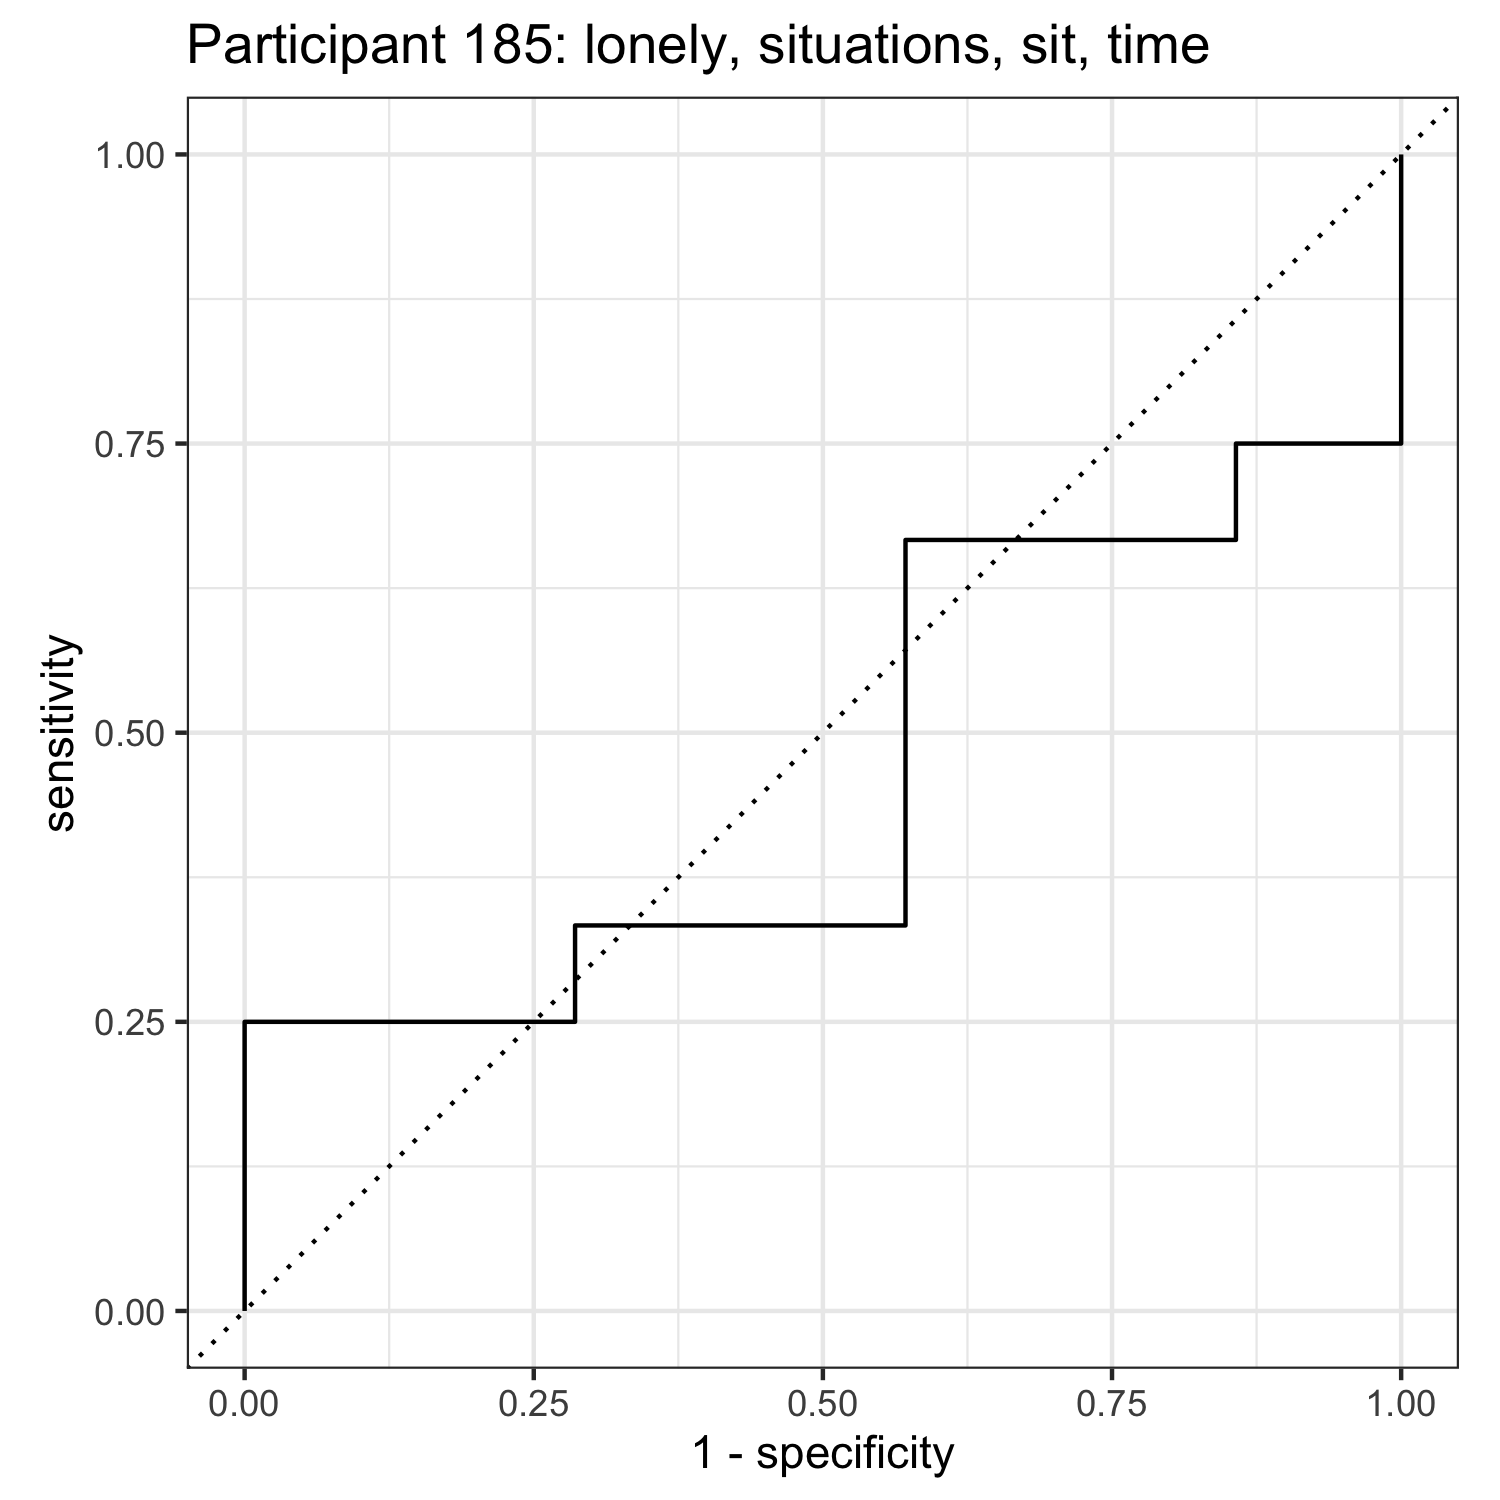 Participant 185: lonely, situations, sit, time
1.00
0.75
0.50
0.25
0.00
sensitivity
0.00 0.25 0.50 0.75 1.00
1 - specificity